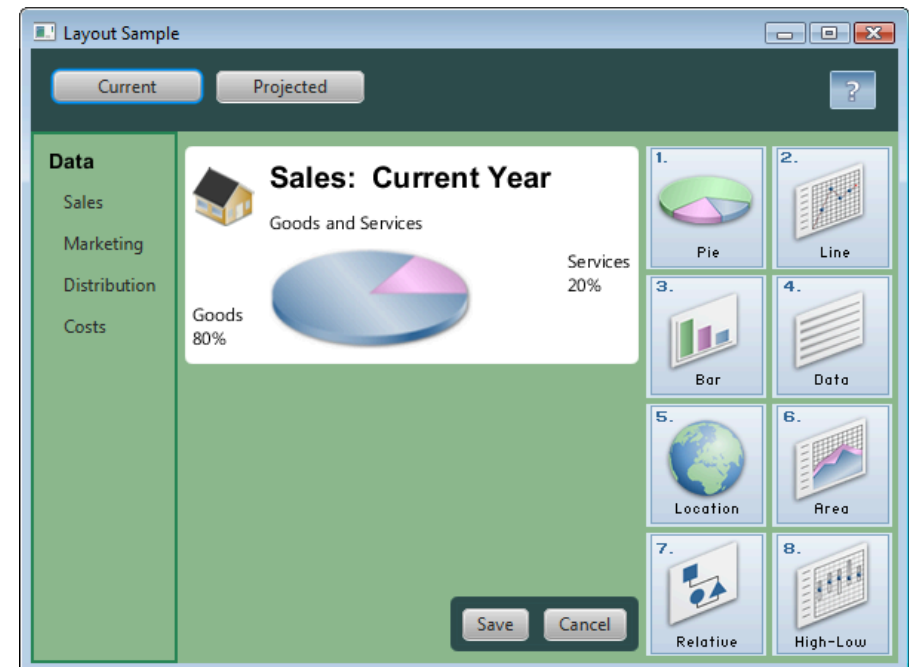 Layout Sample
Current
Projected
?
Data
Sales
Marketing
Distribution
Costs
Sales:  Current Year
Goods and Services
Services
20%
Goods
80%
Save
Cancel
1.
Pie
2.
Line
3.
Bar
4.
Data
5.
Location
6.
Area
7.
Relative
8.
High-Low